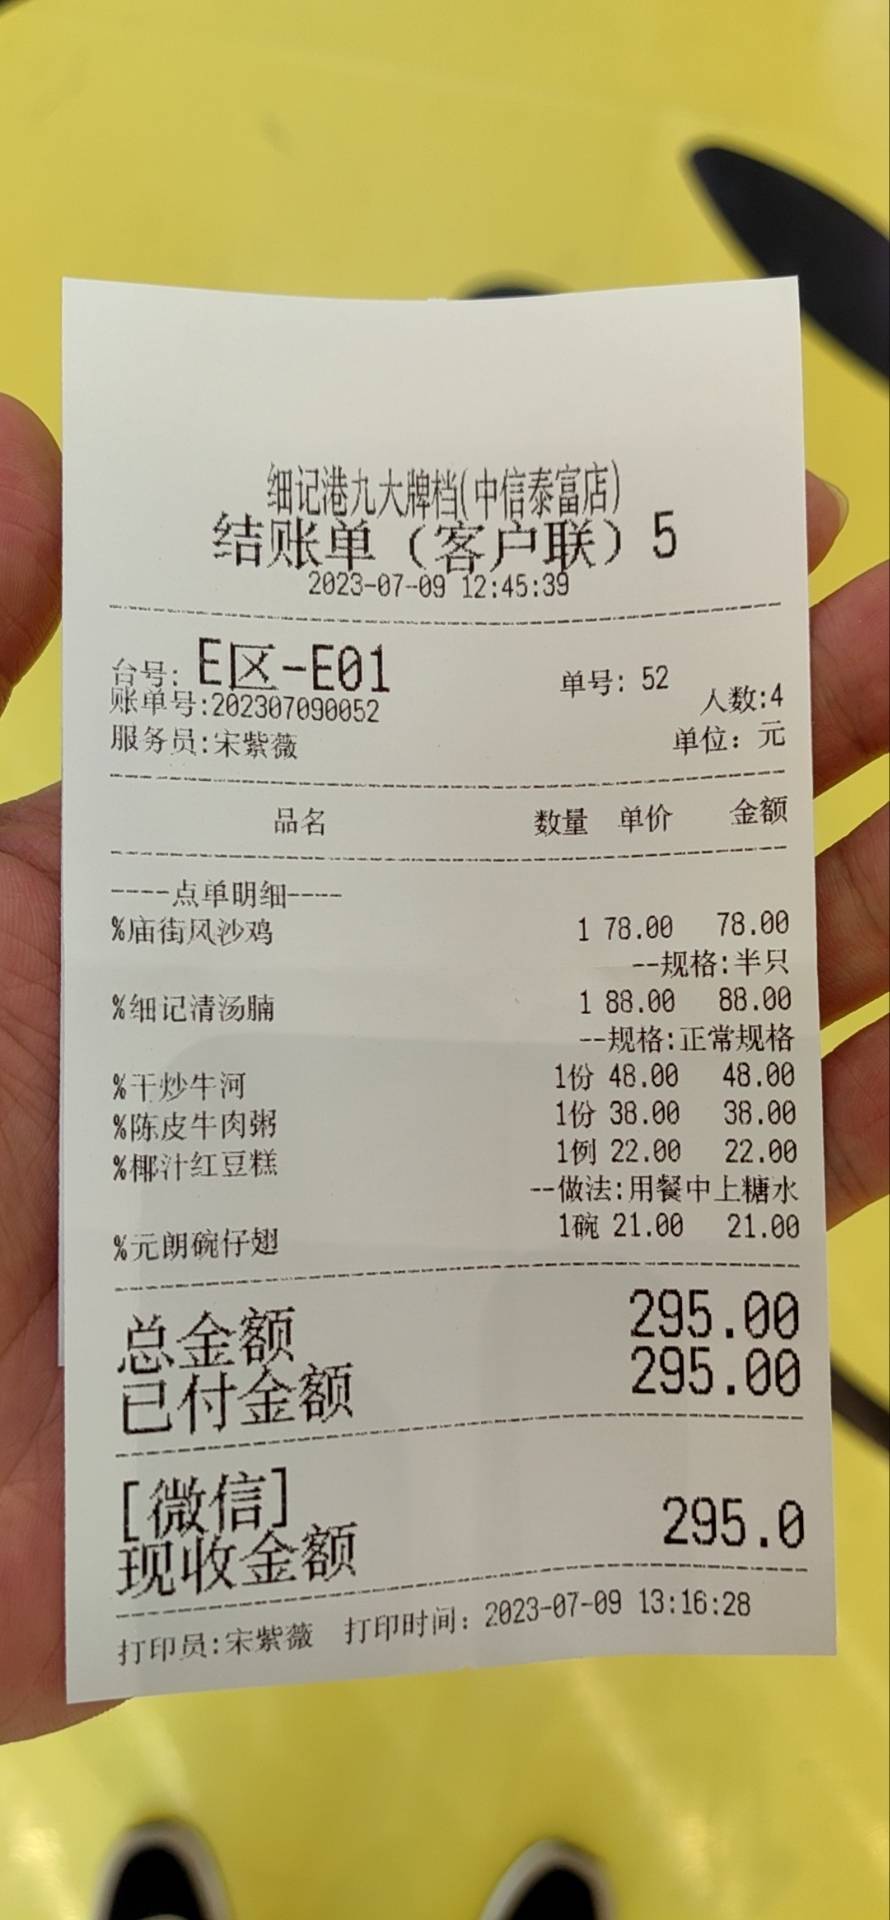 细记港九大牌档(中信泰富店)
结账单（客户联）5
2023-07-09 12:45:39
台号: E区-E01 单号: 52
账单号:202307090052 人数:4
服务员:宋紫薇 单位: 元
品名 数量 单价 金额
----点单明细----
%庙街风沙鸡 1 78.00 78.00
--规格:半只
%细记清汤腩 1 88.00 88.00
--规格:正常规格
%干炒牛河 1份 48.00 48.00
%陈皮牛肉粥 1份 38.00 38.00
%椰汁红豆糕 1例 22.00 22.00
--做法:用餐中上糖水
%元朗碗仔翅 1碗 21.00 21.00
总金额 295.00
已付金额 295.00
[微信]
现收金额 295.0
打印员:宋紫薇 打印时间: 2023-07-09 13:16:28